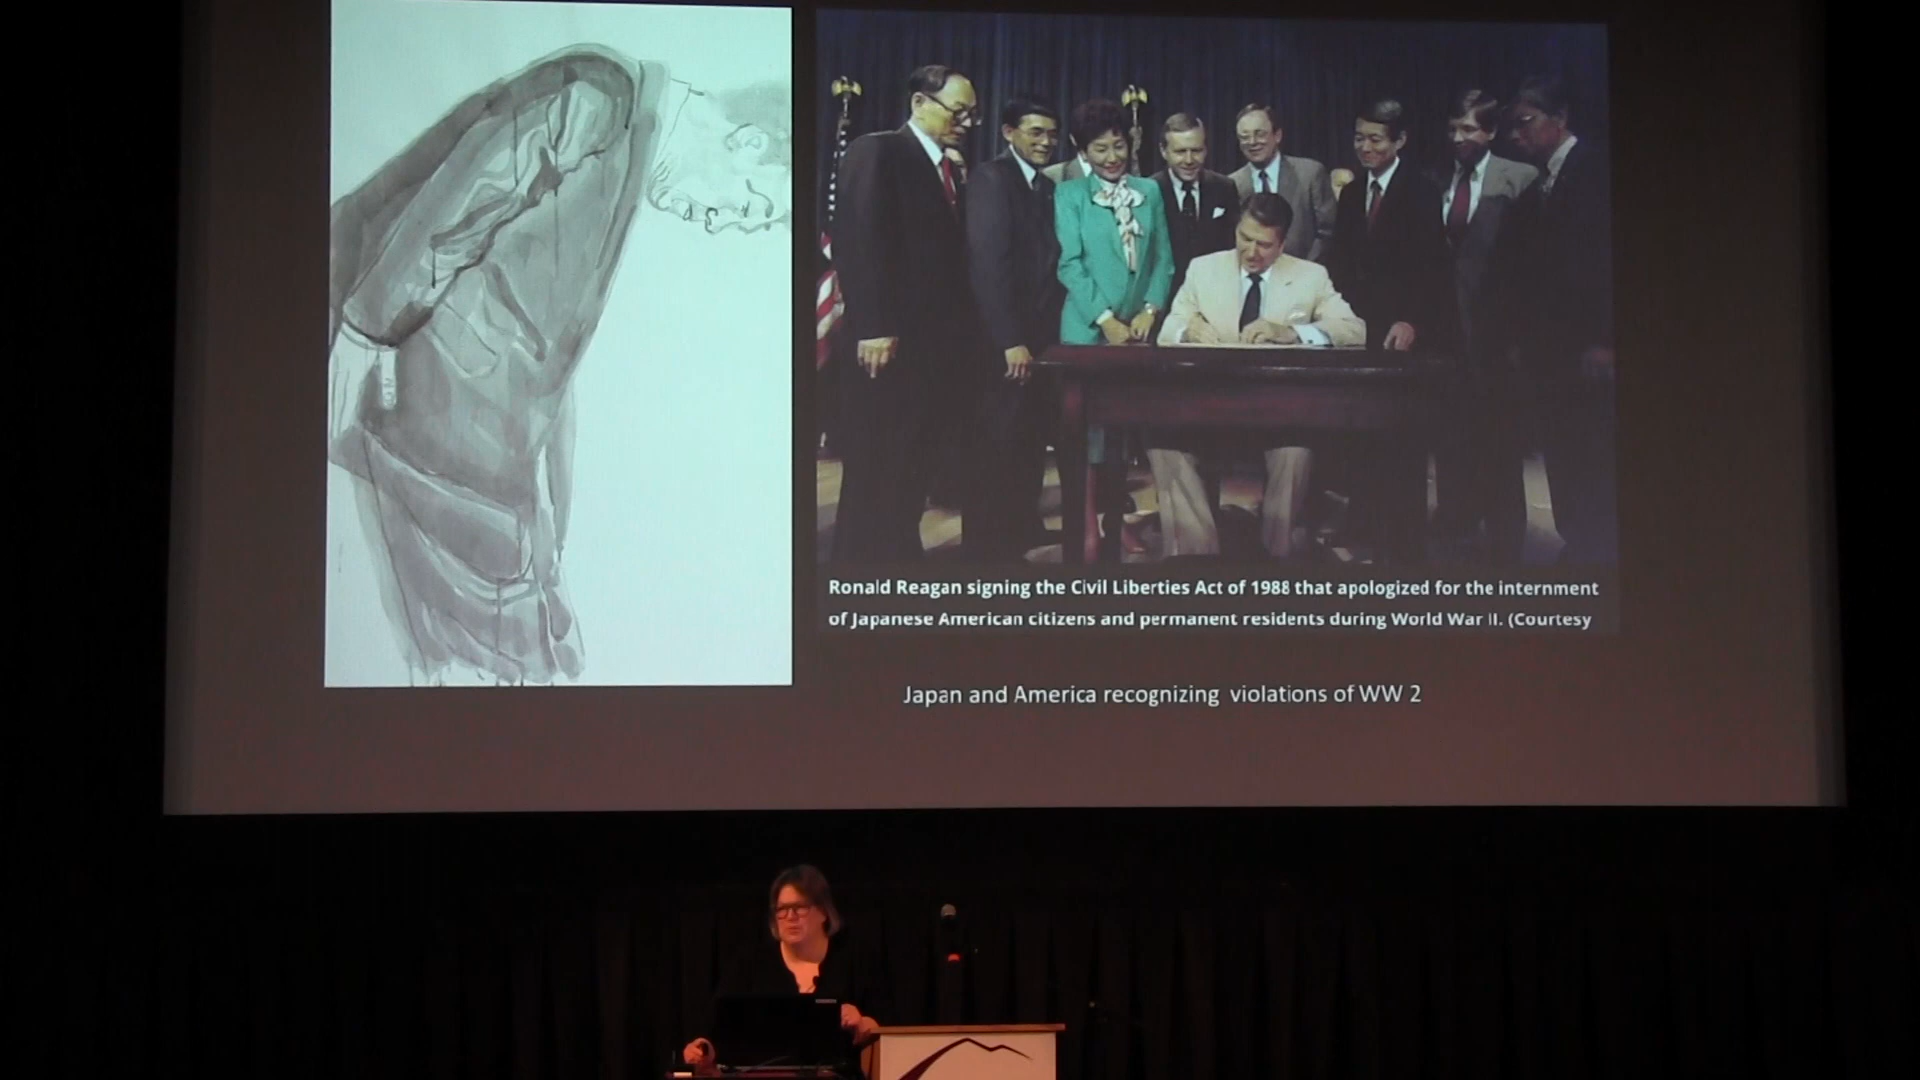 Ronald Reagan signing the Civil Liberties Act of 1988 that apologized for the internment
of Japanese American citizens and permanent residents during World War II. (Courtesy
Japan and America recognizing violations of WW 2